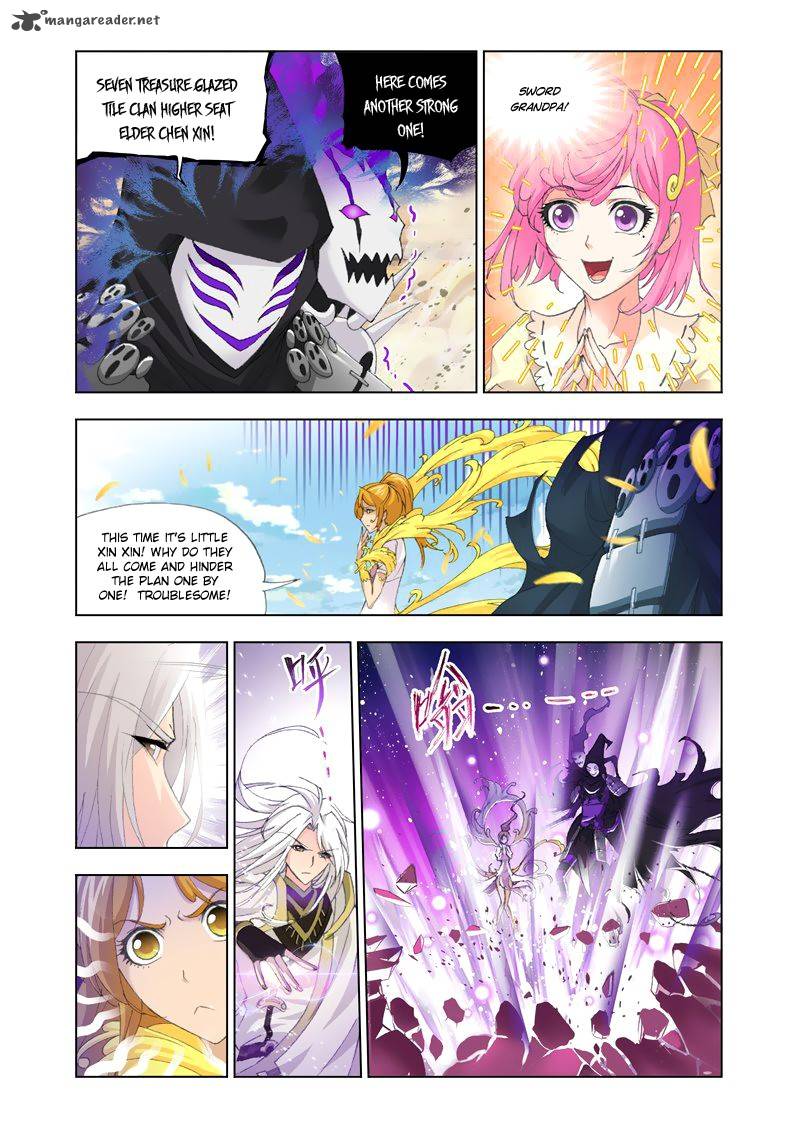 mangareader.net
SEVEN TREASURE GLAZED
TILE CLAN HIGHER SEAT
ELDER CHEN XIN!
HERE COMES
ANOTHER STRONG
ONE!
SWORD
GRANDPA!
THIS TIME IT'S LITTLE
XIN XIN! WHY DO THEY
ALL COME AND HINDER
THE PLAN ONE BY
ONE! TROUBLESOME!
呼
嗡